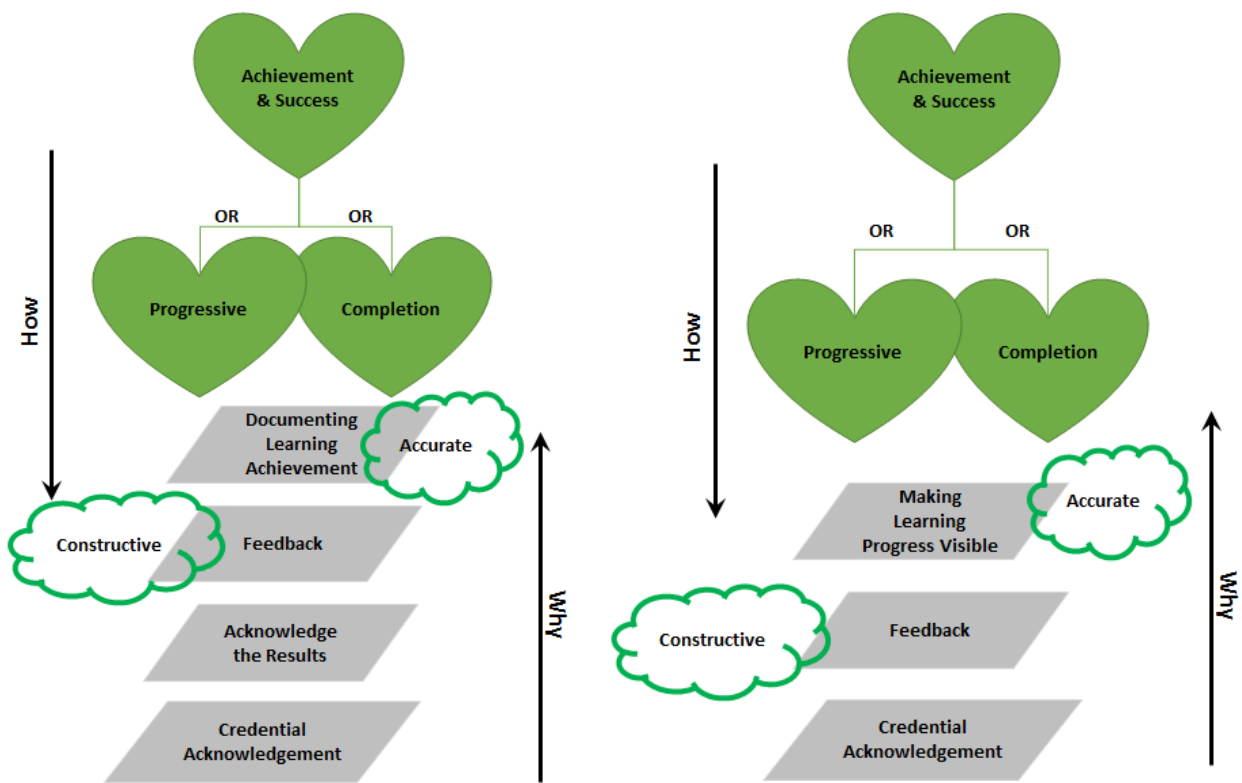 Achievement
& Success
OR
OR
How
Progressive
Completion
Documenting
Learning
Achievement
Accurate
Constructive
Feedback
Why
Acknowledge
the Results
Credential
Acknowledgement
Achievement
& Success
OR
OR
How
Progressive
Completion
Making
Learning
Progress Visible
Accurate
Constructive
Feedback
Why
Credential
Acknowledgement